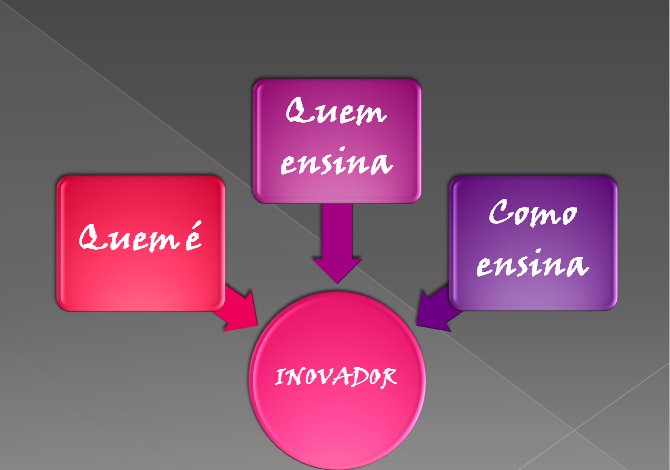 Quem
ensina
Quem é
Como
ensina
INOVADOR